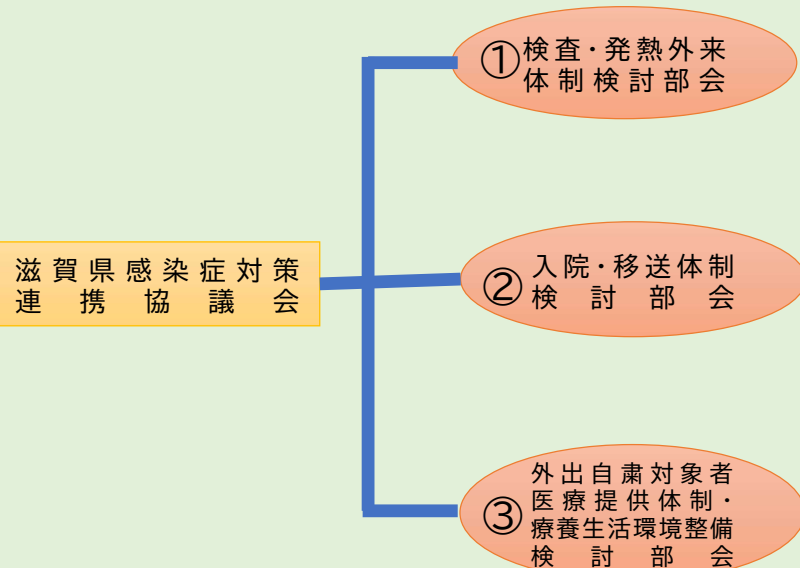 滋賀県感染症対策
連携協議会
①検査・発熱外来
体制検討部会
②入院・移送体制
検討部会
③外出自粛対象者
医療提供体制・
療養生活環境整備
検討部会